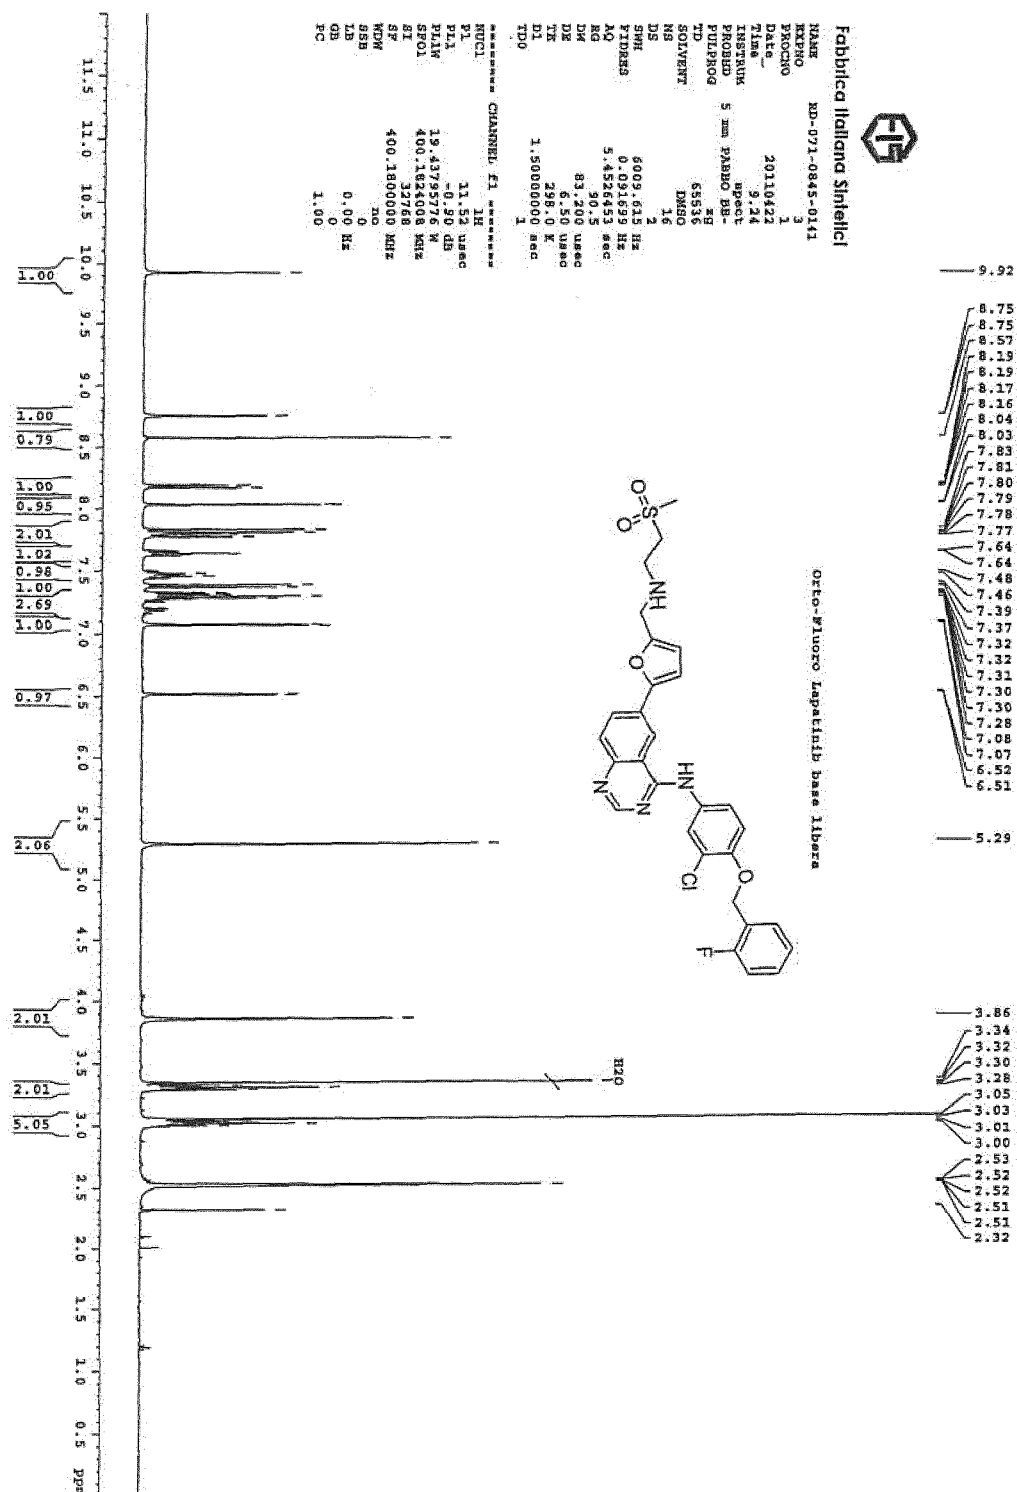 Fabbrica Italiana Sintetici
NAME RD-071-0845-0141
EXPNO 3
PROCNO 1
Date_ 20110422
Time 9.24
INSTRUM spect
PROBHD 5 mm PABBO BB-
PULPROG zg
TD 65536
SOLVENT DMSO
NS 16
DS 2
SWH 6009.615 Hz
FIDRES 0.091699 Hz
AQ 5.4526453 sec
RG 90.5
DW 83.200 usec
DE 6.50 usec
TE 298.0 K
D1 1.50000000 sec
TD0 1
======== CHANNEL f1 ========
NUC1 1H
P1 11.52 usec
PL1 -0.90 dB
PL1W 19.43795776 W
SFO1 400.1824008 MHz
SI 32768
SF 400.1800000 MHz
WDW no
SSB 0
LB 0.00 Hz
GB 0
PC 1.00
9.92
8.75
8.75
8.57
8.19
8.19
8.17
8.16
8.04
8.03
7.83
7.81
7.80
7.79
7.78
7.77
7.64
7.64
7.48
7.46
7.39
7.37
7.32
7.32
7.31
7.30
7.30
7.28
7.08
7.07
6.52
6.51
5.29
3.86
3.34
3.32
3.30
3.28
3.05
3.03
3.01
3.00
2.53
2.52
2.52
2.51
2.51
2.32
Orto-Fluoro Lapatinib base libera
O
S
O
NH
O
N
N
HN
Cl
O
F
H2O
11.5 11.0 10.5 10.0 9.5 9.0 8.5 8.0 7.5 7.0 6.5 6.0 5.5 5.0 4.5 4.0 3.5 3.0 2.5 2.0 1.5 1.0 0.5 ppm
1.00
1.00
0.79
1.00
0.95
2.01
1.02
0.98
1.00
2.69
1.00
0.97
2.06
2.01
2.01
5.05